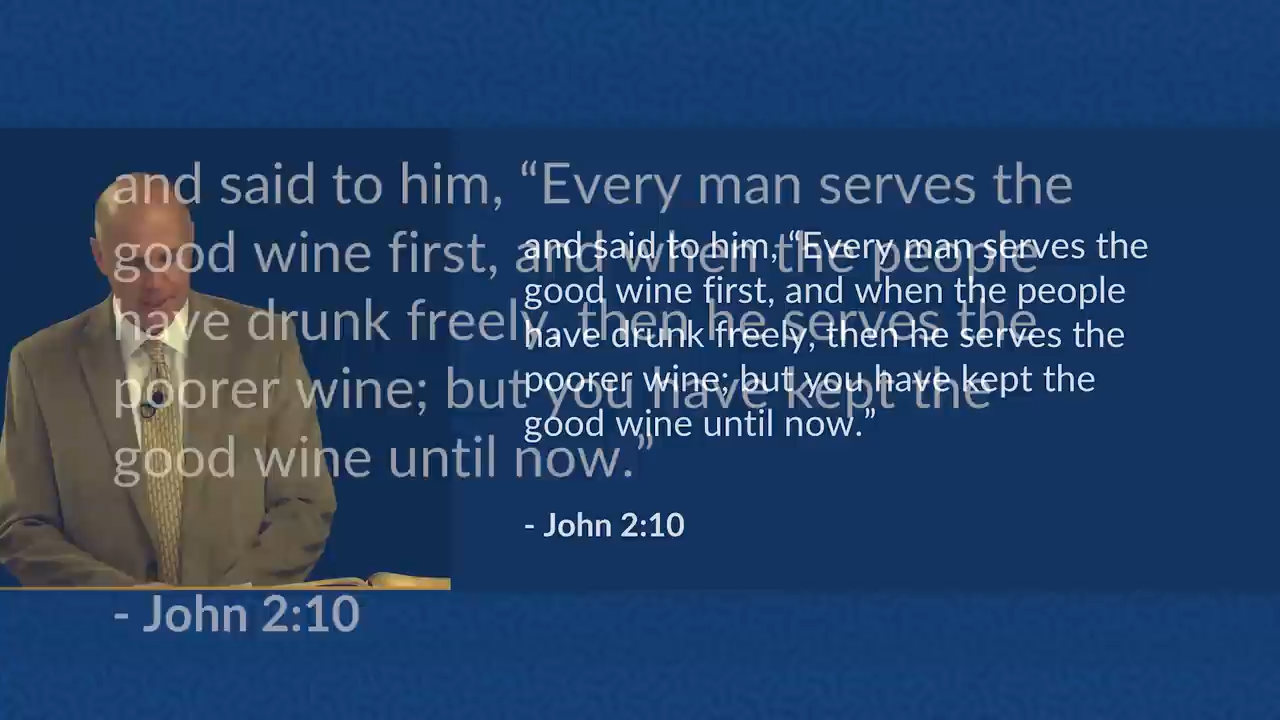 and said to him, “Every man serves the
good wine first, and when the people
have drunk freely, then he serves the
poorer wine; but you have kept the
good wine until now.”
- John 2:10
and said to him, “Every man serves the
good wine first, and when the people
have drunk freely, then he serves the
poorer wine; but you have kept the
good wine until now.”
- John 2:10